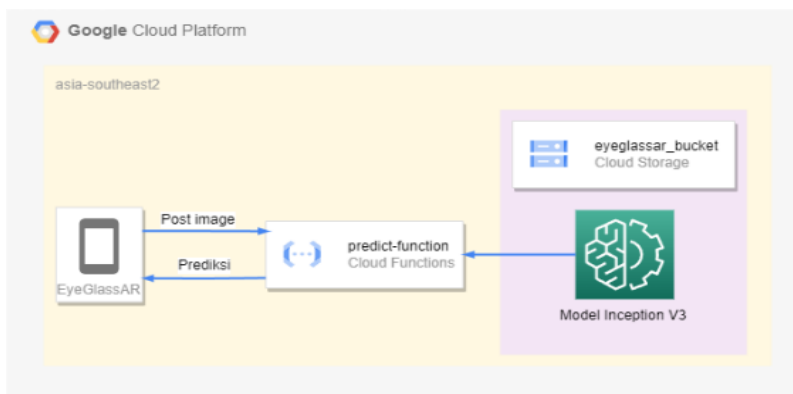 Google Cloud Platform
asia-southeast2
eyeglassar_bucket
Cloud Storage
Post image
predict-function
Cloud Functions
Prediksi
EyeGlassAR
Model Inception V3